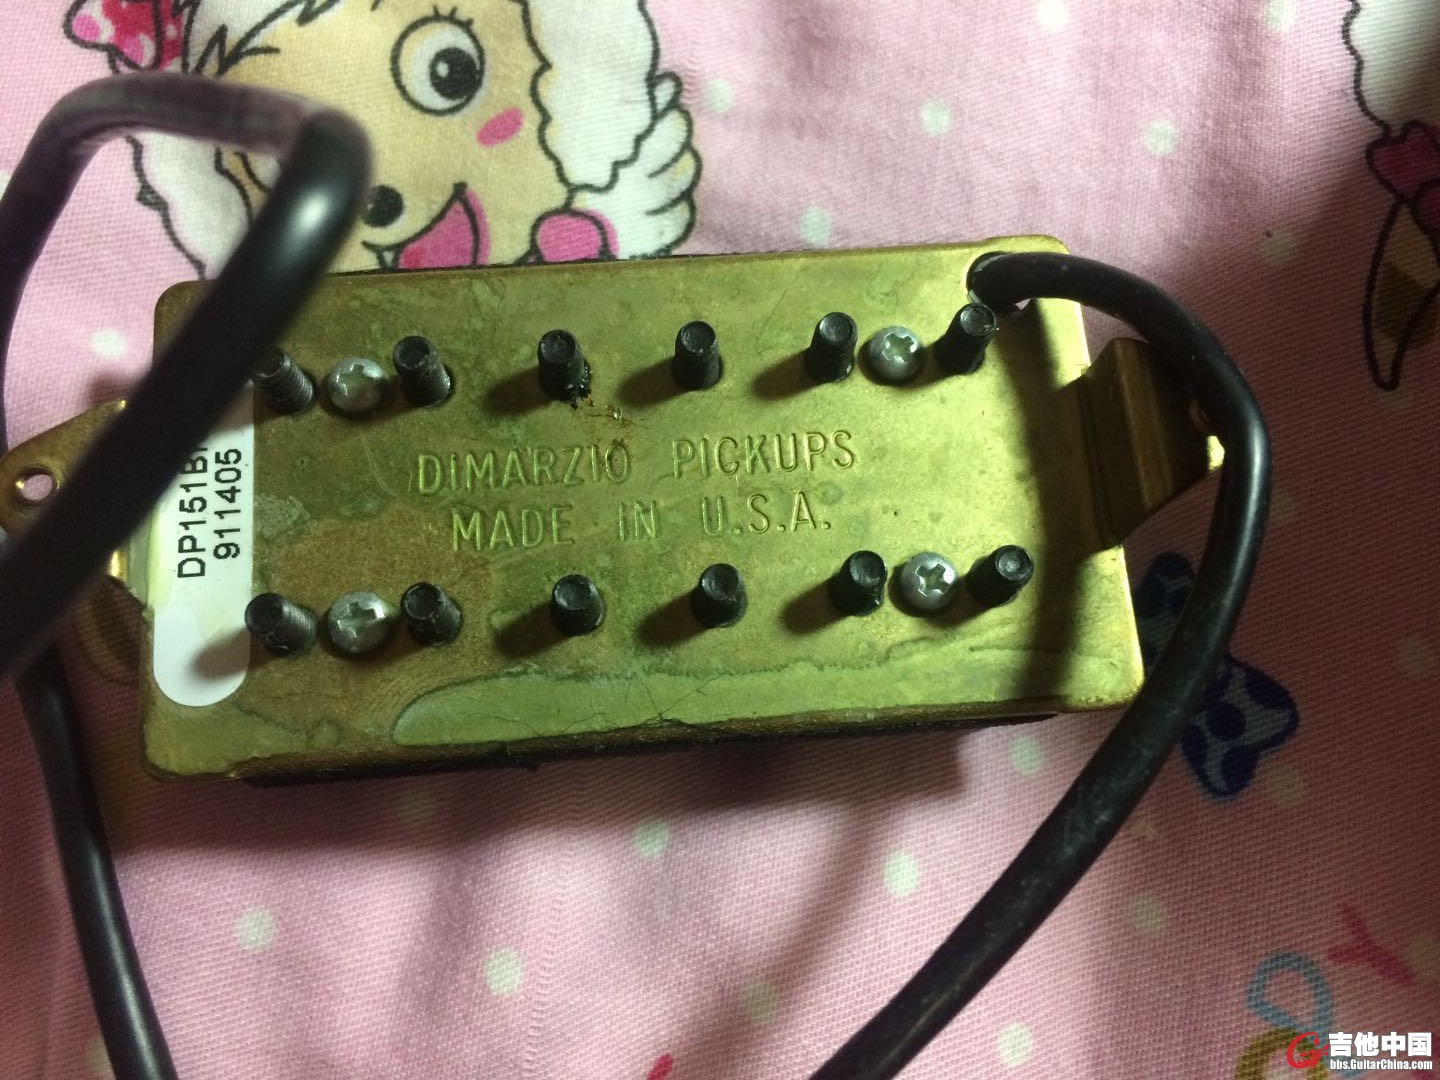 DIMARZIO PICKUPS
MADE IN U.S.A.
DP151B
911405
吉他中国
bbs.GuitarChina.com